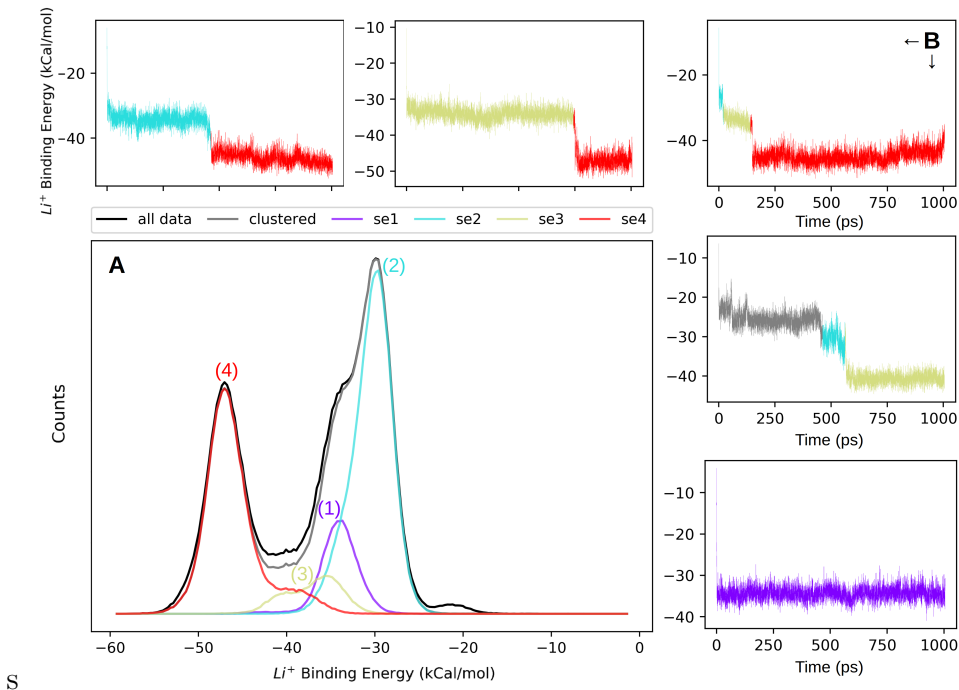 Li⁺ Binding Energy (kCal/mol)
−20
−40
−10
−20
−30
−40
−50
−20
−40
←B
↓
0 250 500 750 1000
Time (ps)
all data clustered se1 se2 se3 se4
A
(2)
(4)
(1)
(3)
Counts
−60 −50 −40 −30 −20 −10 0
Li⁺ Binding Energy (kCal/mol)
−10
−20
−30
−40
0 250 500 750 1000
Time (ps)
−10
−20
−30
−40
0 250 500 750 1000
Time (ps)
s